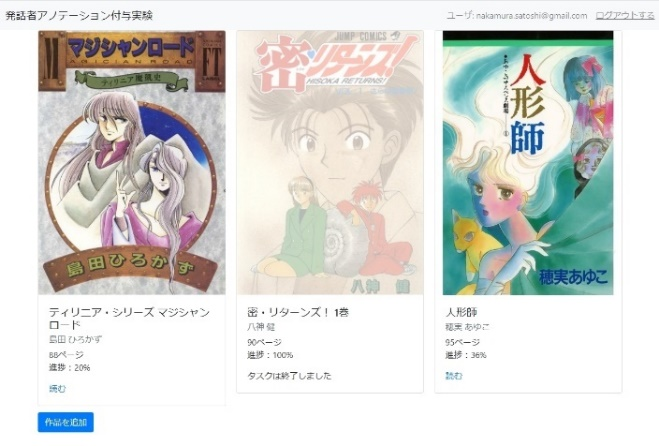 発話者アノテーション付与実験
ユーザ: nakamura.satoshi@gmail.com ログアウトする
マジシャンロード
MAGICIAN ROAD
ティリニア魔風史
島田ひろかず
JUMP COMICS
密・リターンズ!
HISOKA RETURNS!
八神 健
人形師
穂実あゆこ
ティリニア・シリーズ マジシャン
ロード
島田 ひろかず
88ページ
進捗:20%
読む
密・リターンズ! 1巻
八神 健
90ページ
進捗:100%
タスクは終了しました
人形師
穂実 あゆこ
95ページ
進捗:36%
読む
作品を追加